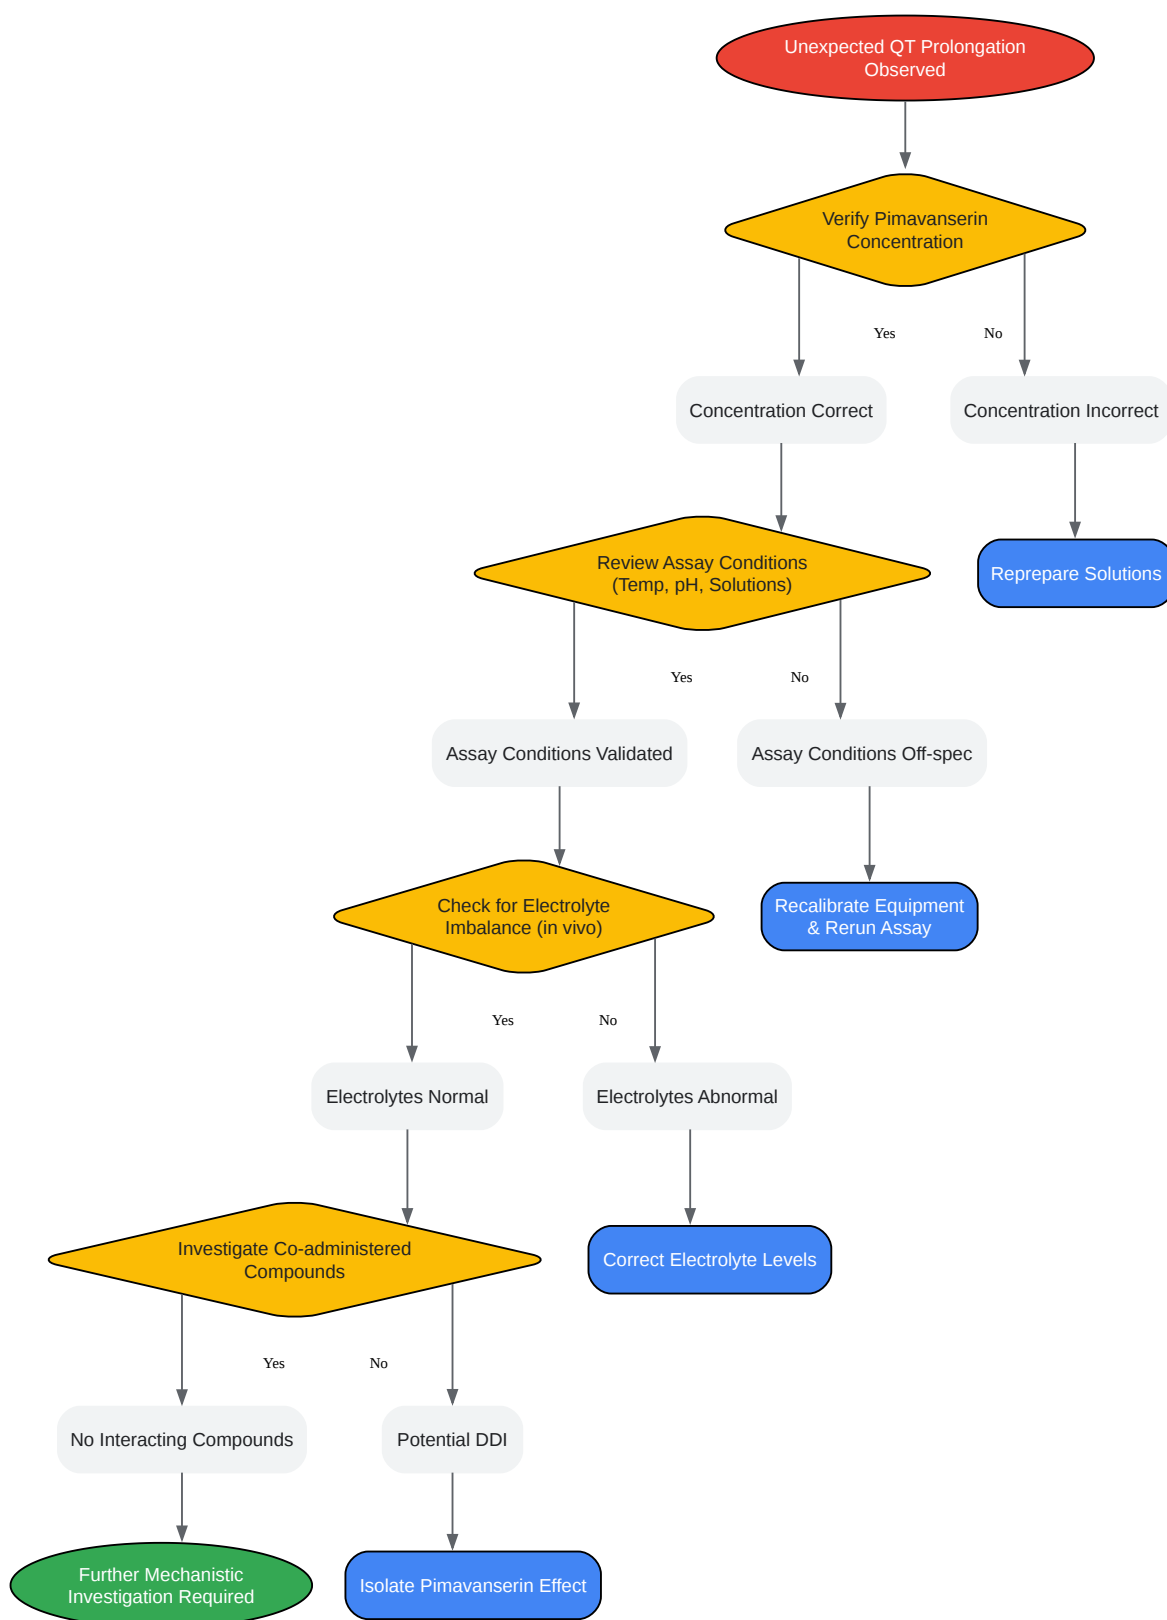 Unexpected QT Prolongation
Observed
Verify Pimavanserin
Concentration
Yes
No
Concentration Correct
Concentration Incorrect
Review Assay Conditions
(Temp, pH, Solutions)
Reprepare Solutions
Yes
No
Assay Conditions Validated
Assay Conditions Off-spec
Check for Electrolyte
Imbalance (in vivo)
Recalibrate Equipment
& Rerun Assay
Yes
No
Electrolytes Normal
Electrolytes Abnormal
Investigate Co-administered
Compounds
Correct Electrolyte Levels
Yes
No
No Interacting Compounds
Potential DDI
Further Mechanistic
Investigation Required
Isolate Pimavanserin Effect